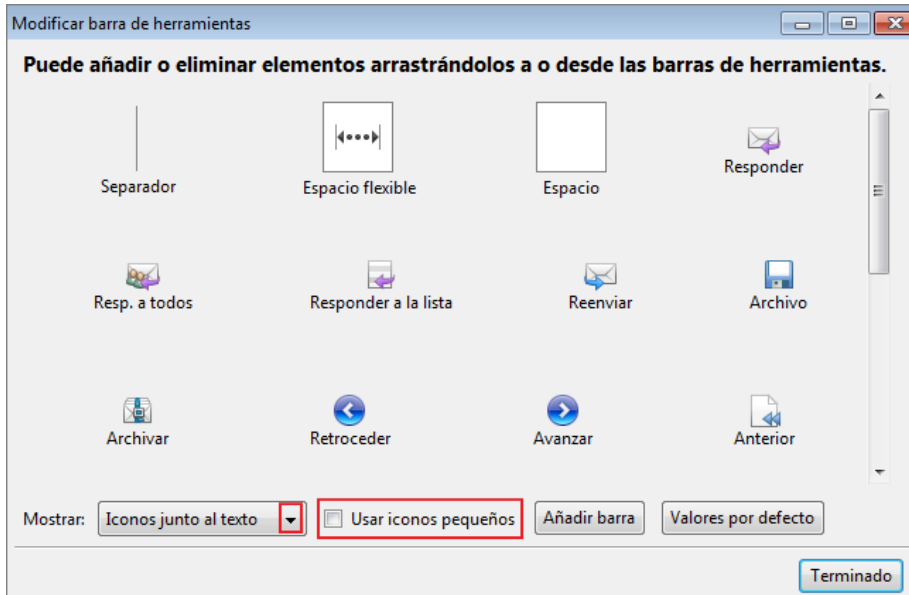 Modificar barra de herramientas
Puede añadir o eliminar elementos arrastrándolos a o desde las barras de herramientas.
Separador
Espacio flexible
Espacio
Responder
Resp. a todos
Responder a la lista
Reenviar
Archivo
Archivar
Retroceder
Avanzar
Anterior
Mostrar: Iconos junto al texto Usar iconos pequeños Añadir barra Valores por defecto
Terminado